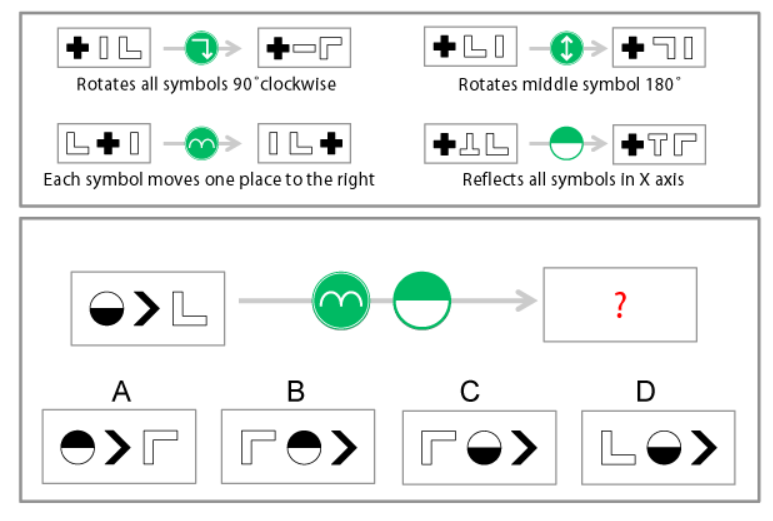 Rotates all symbols 90°clockwise
Rotates middle symbol 180°
Each symbol moves one place to the right
Reflects all symbols in X axis
?
A B C D